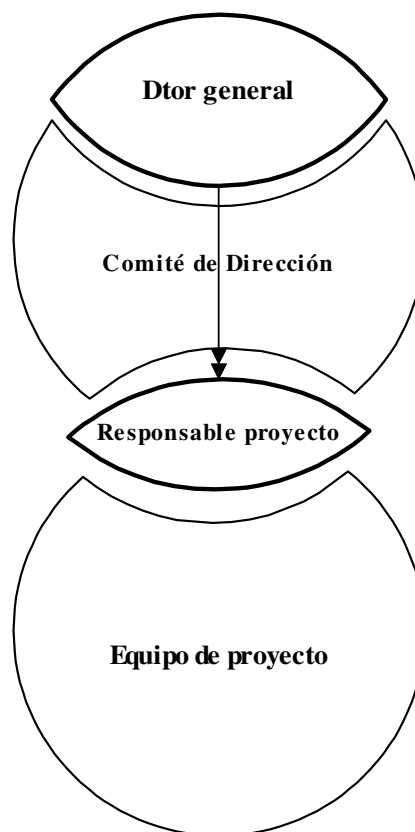 Dtor general
Comité de Dirección
Responsable proyecto
Equipo de proyecto